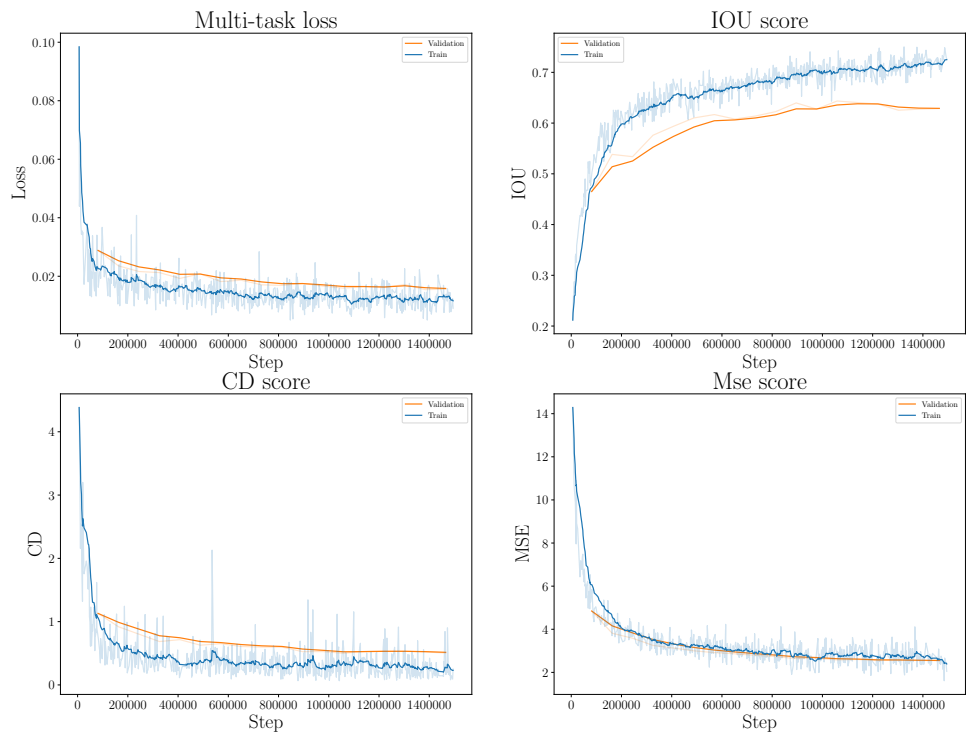 Multi-task loss
0.10
0.08
0.06
0.04
0.02
Loss
0 200000 400000 600000 800000 1000000 1200000 1400000
Step
Validation
Train
IOU score
0.7
0.6
0.5
0.4
0.3
0.2
IOU
0 200000 400000 600000 800000 1000000 1200000 1400000
Step
Validation
Train
CD score
4
3
2
1
0
CD
0 200000 400000 600000 800000 1000000 1200000 1400000
Step
Validation
Train
Mse score
14
12
10
8
6
4
2
MSE
0 200000 400000 600000 800000 1000000 1200000 1400000
Step
Validation
Train